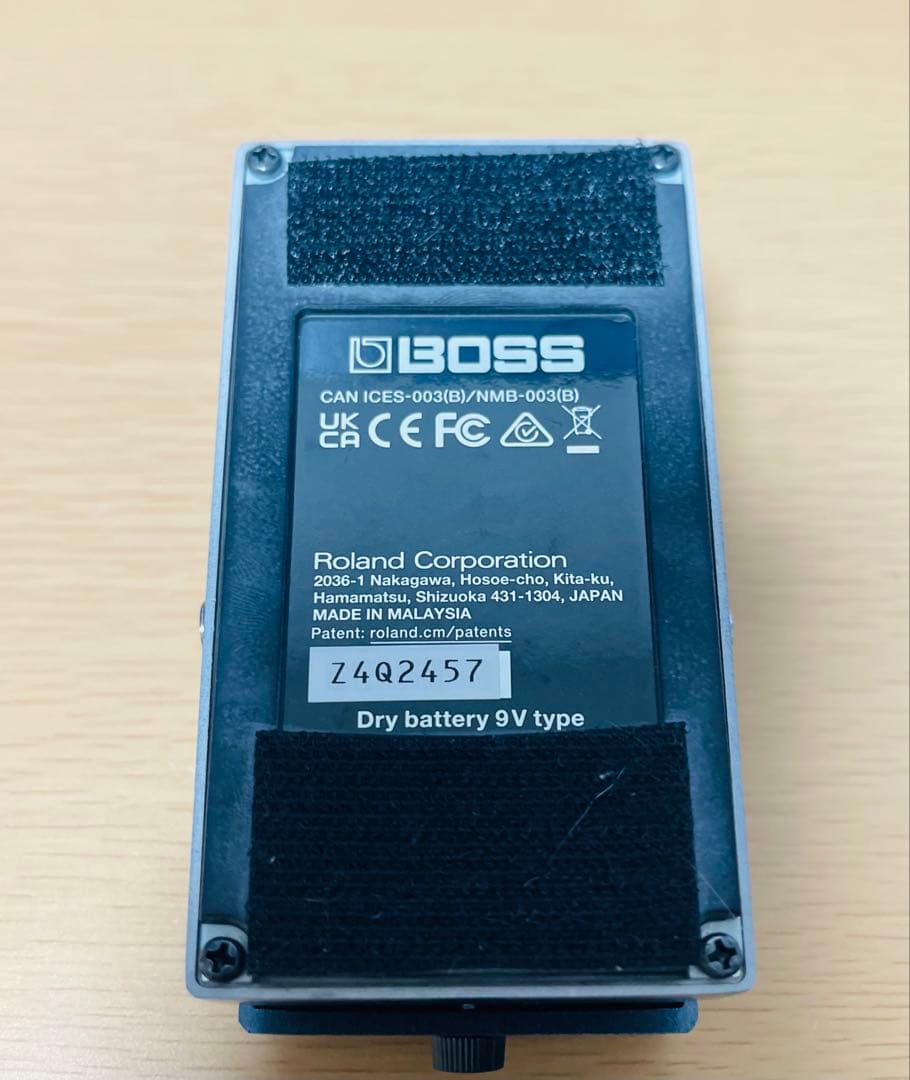 BOSS
CAN ICES-003(B)/NMB-003(B)
UK CA CE FC
Roland Corporation
2036-1 Nakagawa, Hosoe-cho, Kita-ku,
Hamamatsu, Shizuoka 431-1304, JAPAN
MADE IN MALAYSIA
Patent: roland.cm/patents
Z4Q2457
Dry battery 9V type